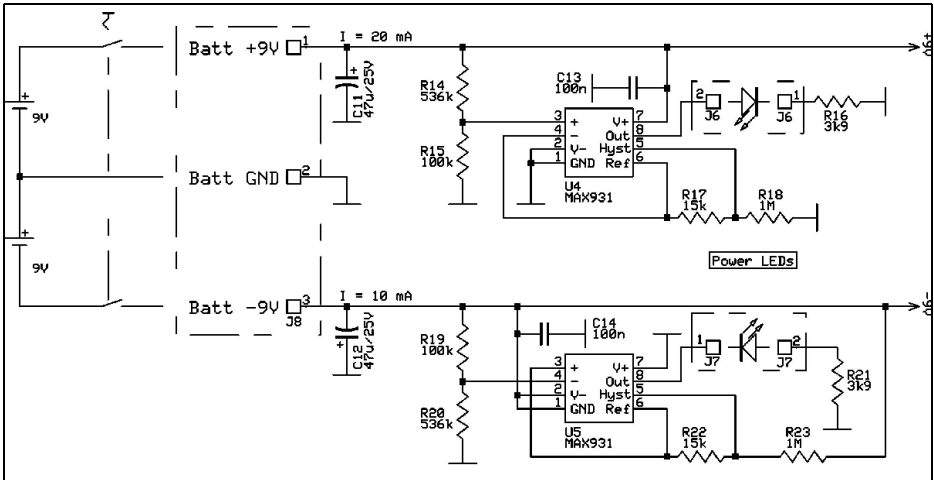 Batt +9V 1
I = 20 mA
9V+
9V
C11
47u/25V
+
R14
536k
R15
100k
C13
100n
3 + V+ 7
4 - Out 8
2 V- Hyst 5
1 GND Ref 6
U4
MAX931
2 J6
1 J6
R16
3k9
R17
15k
R18
1M
Batt GND 2
Power LEDs
9V
Batt -9V 3
J8
I = 10 mA
9V-
C12
47u/25V
+
R19
100k
R20
536k
C14
100n
3 + V+ 7
4 - Out 8
2 V- Hyst 5
1 GND Ref 6
U5
MAX931
1 J7
2 J7
R21
3k9
R22
15k
R23
1M